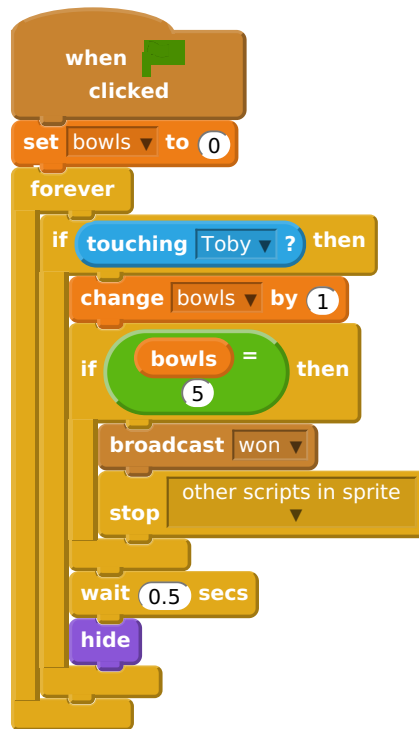 when
clicked
set bowls ▼ to 0
forever
if touching Toby ▼ ? then
change bowls ▼ by 1
if bowls = then
5
broadcast won ▼
other scripts in sprite
stop ▼
wait 0.5 secs
hide